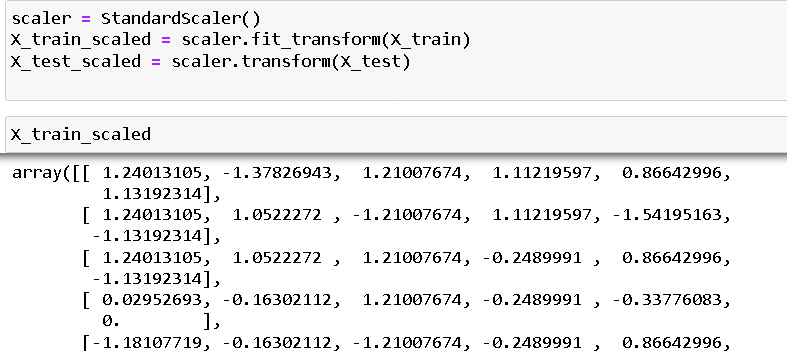 scaler = StandardScaler()
X_train_scaled = scaler.fit_transform(X_train)
X_test_scaled = scaler.transform(X_test)
X_train_scaled
array([[ 1.24013105, -1.37826943,  1.21007674,  1.11219597,  0.86642996,
         1.13192314],
       [ 1.24013105,  1.0522272 , -1.21007674,  1.11219597, -1.54195163,
        -1.13192314],
       [ 1.24013105,  1.0522272 ,  1.21007674, -0.2489991 ,  0.86642996,
        -1.13192314],
       [ 0.02952693, -0.16302112,  1.21007674, -0.2489991 , -0.33776083,
         0.        ],
       [-1.18107719, -0.16302112, -1.21007674, -0.2489991 ,  0.86642996,